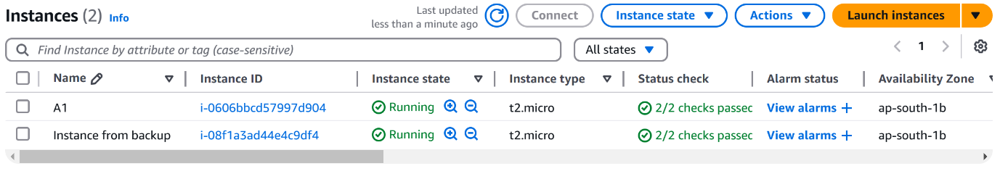 Instances (2) Info
Last updated
less than a minute ago
Connect
Instance state
Actions
Launch instances
Find Instance by attribute or tag (case-sensitive)
All states
1
Name Instance ID Instance state Instance type Status check Alarm status Availability Zone
A1 i-0606bbcd57997d904 Running t2.micro 2/2 checks passec View alarms + ap-south-1b
Instance from backup i-08f1a3ad44e4c9df4 Running t2.micro 2/2 checks passec View alarms + ap-south-1b